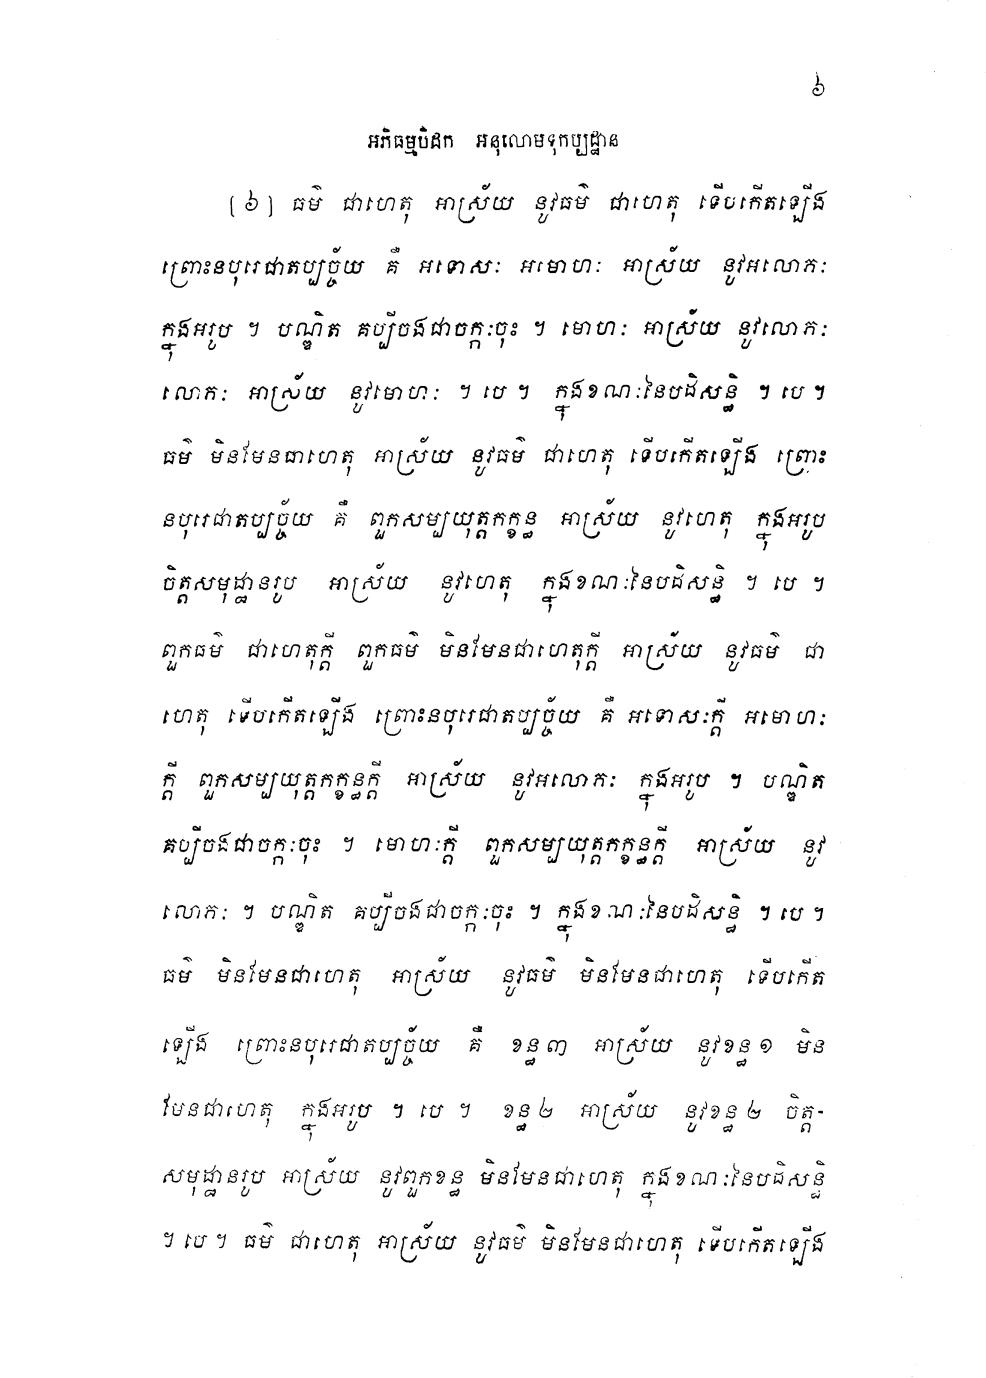 ៦
អភិធម្មបិដក អនុលោមទុកប្បដ្ឋាន
(៦) ធម៌ ជាហេតុ អាស្រ័យ នូវធម៌ ជាហេតុ ទើបកើតឡើង
ព្រោះនបុរេជាតប្បច្ច័យ គឺ អទោសៈ អមោហៈ អាស្រ័យ នូវអលោភៈ
ក្នុងអរូប ។ បណ្ឌិត គប្បីចងជាចក្កៈចុះ ។ មោហៈ អាស្រ័យ នូវលោភៈ
លោភៈ អាស្រ័យ នូវមោហៈ ។ បេ ។ ក្នុងខណៈនៃបដិសន្ធិ ។ បេ ។
ធម៌ មិនមែនជាហេតុ អាស្រ័យ នូវធម៌ ជាហេតុ ទើបកើតឡើង ព្រោះ
នបុរេជាតប្បច្ច័យ គឺ ពួកសម្បយុត្តកក្ខន្ធ អាស្រ័យ នូវហេតុ ក្នុងអរូប
ចិត្តសមុដ្ឋានរូប អាស្រ័យ នូវហេតុ ក្នុងខណៈនៃបដិសន្ធិ ។ បេ ។
ពួកធម៌ ជាហេតុក្តី ពួកធម៌ មិនមែនជាហេតុក្តី អាស្រ័យ នូវធម៌ ជា
ហេតុ ទើបកើតឡើង ព្រោះនបុរេជាតប្បច្ច័យ គឺ អទោសៈក្តី អមោហៈ
ក្តី ពួកសម្បយុត្តកក្ខន្ធក្តី អាស្រ័យ នូវអលោភៈ ក្នុងអរូប ។ បណ្ឌិត
គប្បីចងជាចក្កៈចុះ ។ មោហៈក្តី ពួកសម្បយុត្តកក្ខន្ធក្តី អាស្រ័យ នូវ
លោភៈ ។ បណ្ឌិត គប្បីចងជាចក្កៈចុះ ។ ក្នុងខណៈនៃបដិសន្ធិ ។ បេ ។
ធម៌ មិនមែនជាហេតុ អាស្រ័យ នូវធម៌ មិនមែនជាហេតុ ទើបកើត
ឡើង ព្រោះនបុរេជាតប្បច្ច័យ គឺ ខន្ធ ៣ អាស្រ័យ នូវខន្ធ ១ មិន
មែនជាហេតុ ក្នុងអរូប ។ បេ ។ ខន្ធ ២ អាស្រ័យ នូវខន្ធ ២ ចិត្ត-
សមុដ្ឋានរូប អាស្រ័យ នូវពួកខន្ធ មិនមែនជាហេតុ ក្នុងខណៈនៃបដិសន្ធិ
។ បេ ។ ធម៌ ជាហេតុ អាស្រ័យ នូវធម៌ មិនមែនជាហេតុ ទើបកើតឡើង